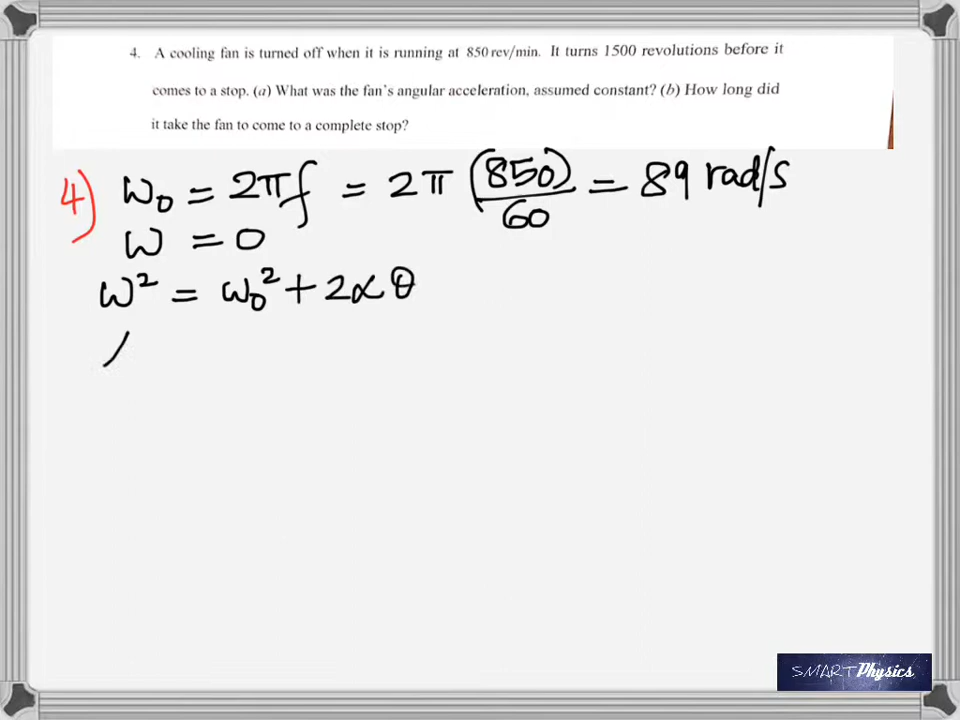 4. A cooling fan is turned off when it is running at 850 rev/min. It turns 1500 revolutions before it
comes to a stop. (a) What was the fan's angular acceleration, assumed constant? (b) How long did
it take the fan to come to a complete stop?
4) ω₀ = 2πf = 2π (850)/60 = 89 rad/s
ω = 0
ω² = ω₀² + 2αθ
SMART Physics